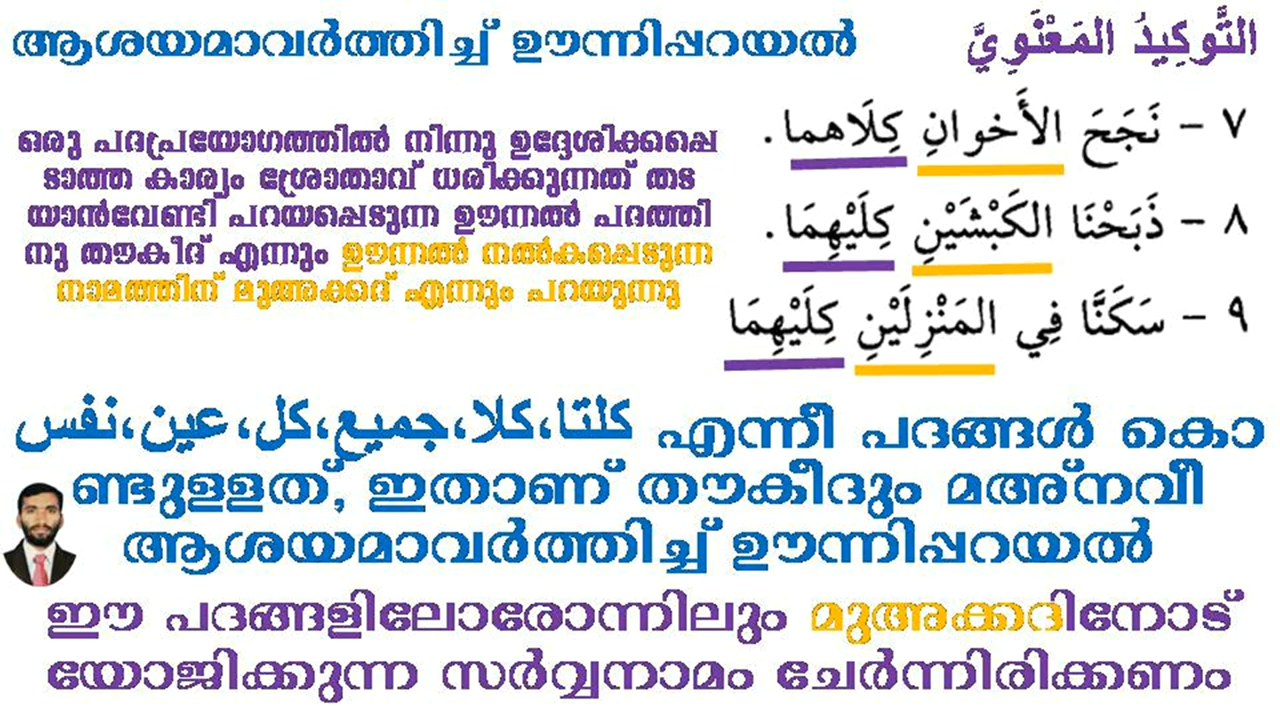 ആശയമാവർത്തിച്ച് ഊന്നിപ്പറയൽ
التَّوكِيدُ المَعْنَوِيَّ
ഒരു പദപ്രയോഗത്തിൽ നിന്നു ഉദ്ദേശിക്കപ്പെ
ടാത്ത കാര്യം ശ്രോതാവ് ധരിക്കുന്നത് തട
യാൻവേണ്ടി പറയപ്പെടുന്ന ഊന്നൽ പദത്തി
നു തൗകീദ് എന്നും ഊന്നൽ നൽകപ്പെടുന്ന
നാമത്തിന് മുഅക്കദ് എന്നും പറയുന്നു
٧ – نَجَحَ الأَخوانِ كِلَاهما .
٨ – ذَبَحْنَا الكَبْشَيْنِ كِلَيْهِمَا .
٩ – سَكَنَّا فِي المَنْزِلَيْنِ كِلَيْهِمَا
كلتا،كلا،جميع،كل،عين،نفس എന്നീ പദങ്ങൾ കൊ
ണ്ടുള്ളത്, ഇതാണ് തൗകീദും മഅ്നവീ
ആശയമാവർത്തിച്ച് ഊന്നിപ്പറയൽ
ഈ പദങ്ങളിലോരോന്നിലും മുഅക്കദിനോട്
യോജിക്കുന്ന സർവ്വനാമം ചേർന്നിരിക്കണം